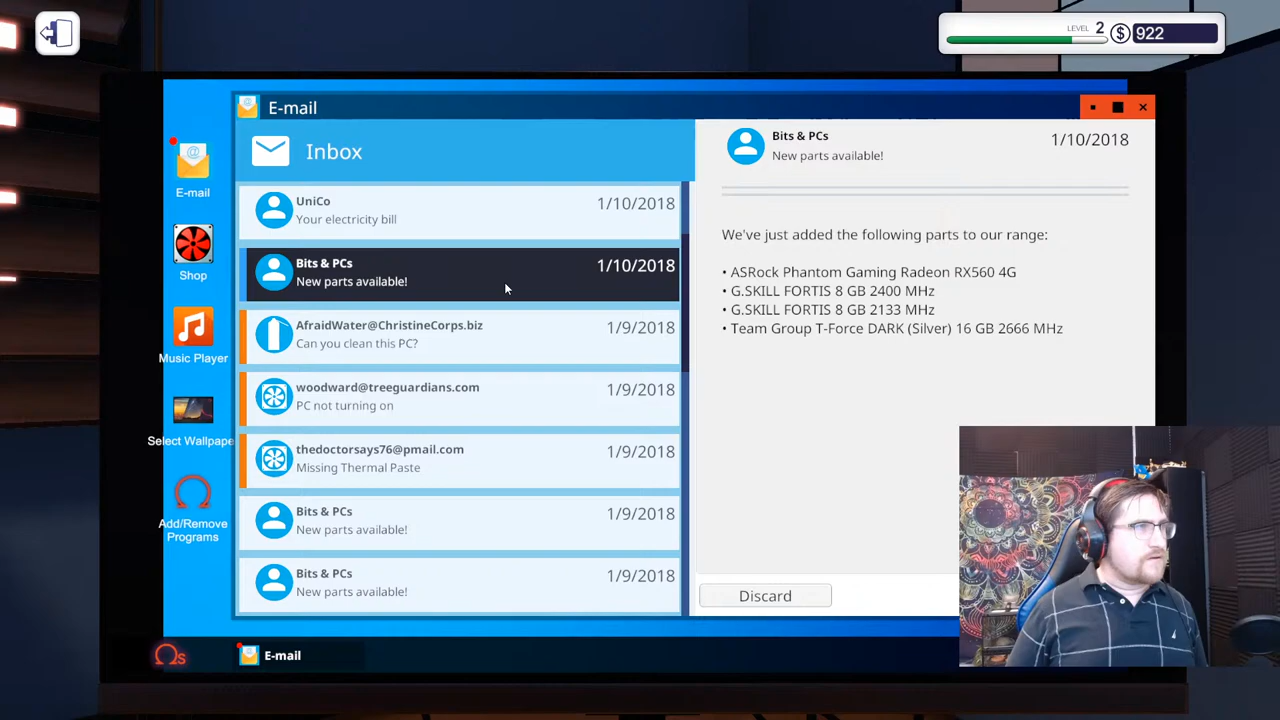 LEVEL 2
$ 922
E-mail
Inbox
UniCo
1/10/2018
Your electricity bill
Bits & PCs
1/10/2018
New parts available!
AfraidWater@ChristineCorps.biz
1/9/2018
Can you clean this PC?
woodward@treeguardians.com
1/9/2018
PC not turning on
thedoctorsays76@pmail.com
1/9/2018
Missing Thermal Paste
Bits & PCs
1/9/2018
New parts available!
Bits & PCs
1/9/2018
New parts available!
Bits & PCs
1/10/2018
New parts available!
We've just added the following parts to our range:
• ASRock Phantom Gaming Radeon RX560 4G
• G.SKILL FORTIS 8 GB 2400 MHz
• G.SKILL FORTIS 8 GB 2133 MHz
• Team Group T-Force DARK (Silver) 16 GB 2666 MHz
Discard
E-mail
Shop
Music Player
Select Wallpape
Add/Remove
Programs
Ωs
E-mail